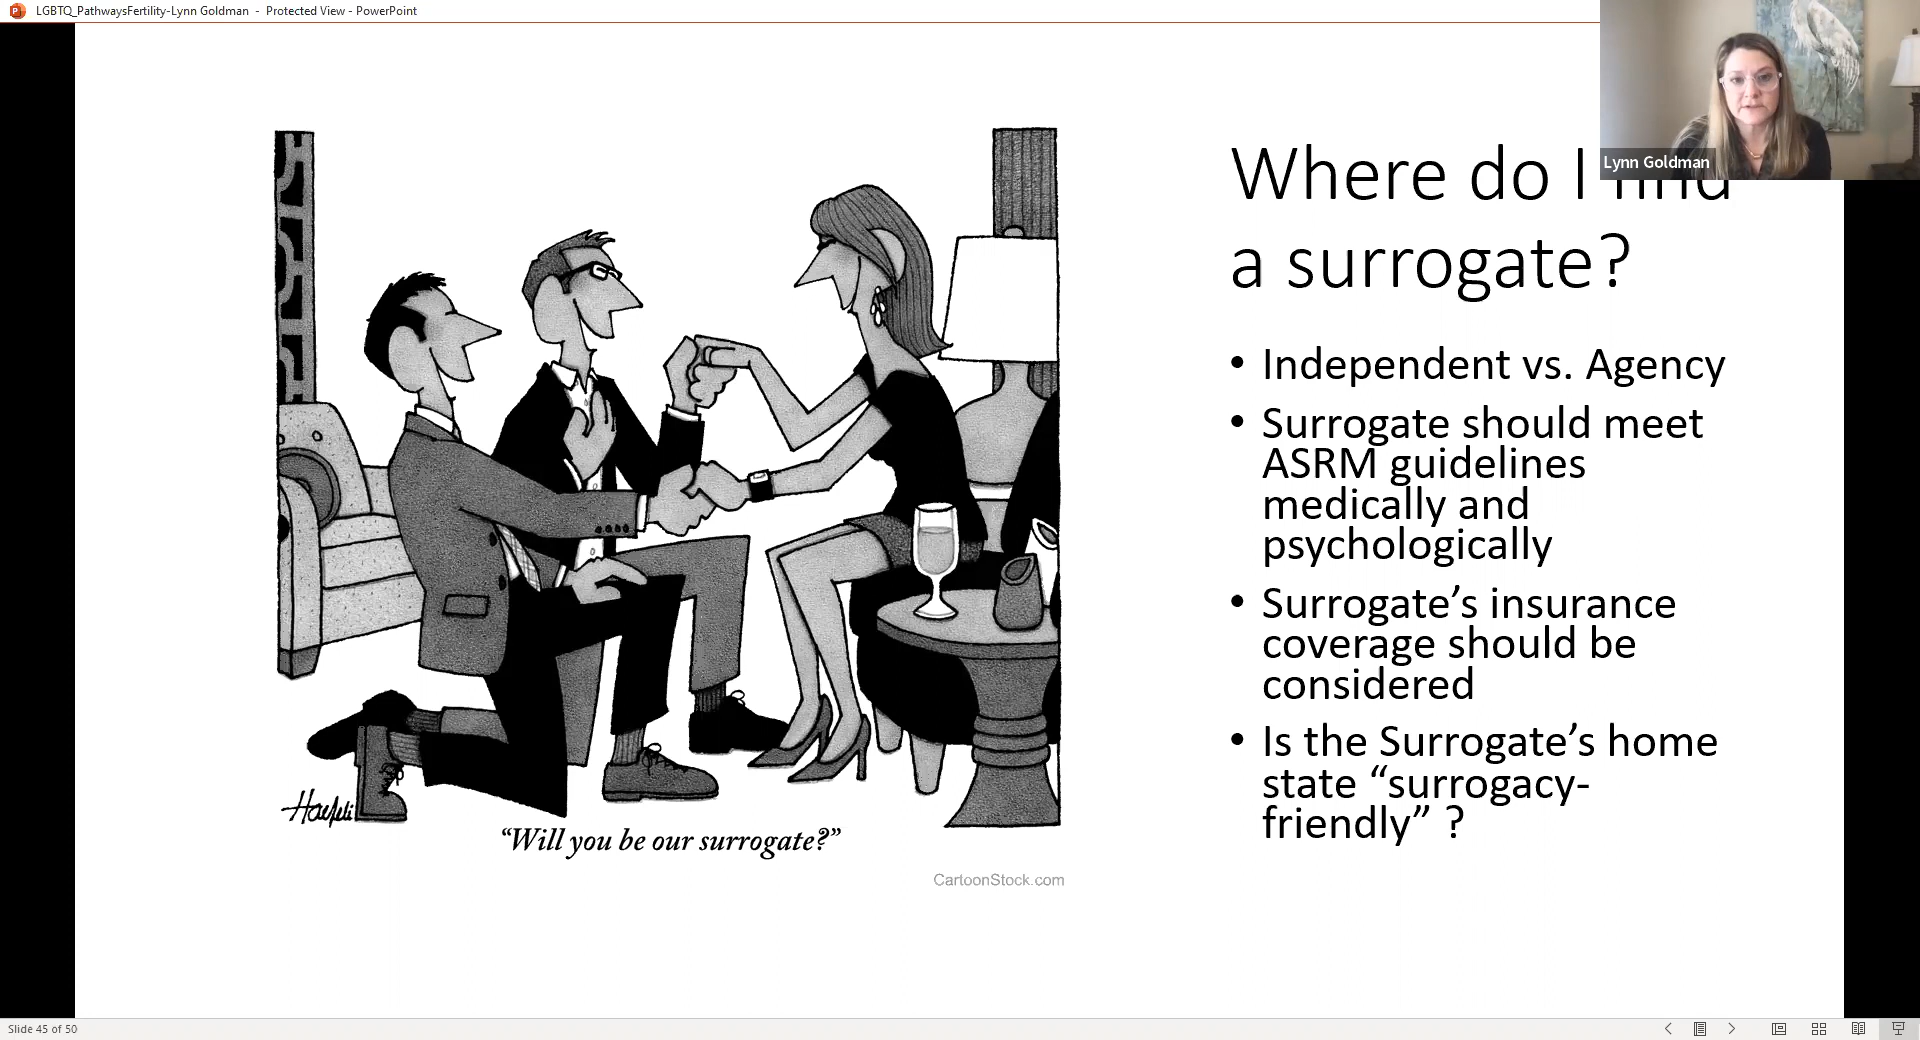 LGBTQ_PathwaysFertility-Lynn Goldman - Protected View - PowerPoint
Lynn Goldman
Where do I find
a surrogate?
• Independent vs. Agency
• Surrogate should meet
ASRM guidelines
medically and
psychologically
• Surrogate’s insurance
coverage should be
considered
• Is the Surrogate’s home
state “surrogacy-
friendly” ?
Haefeli
“Will you be our surrogate?”
CartoonStock.com
Slide 45 of 50